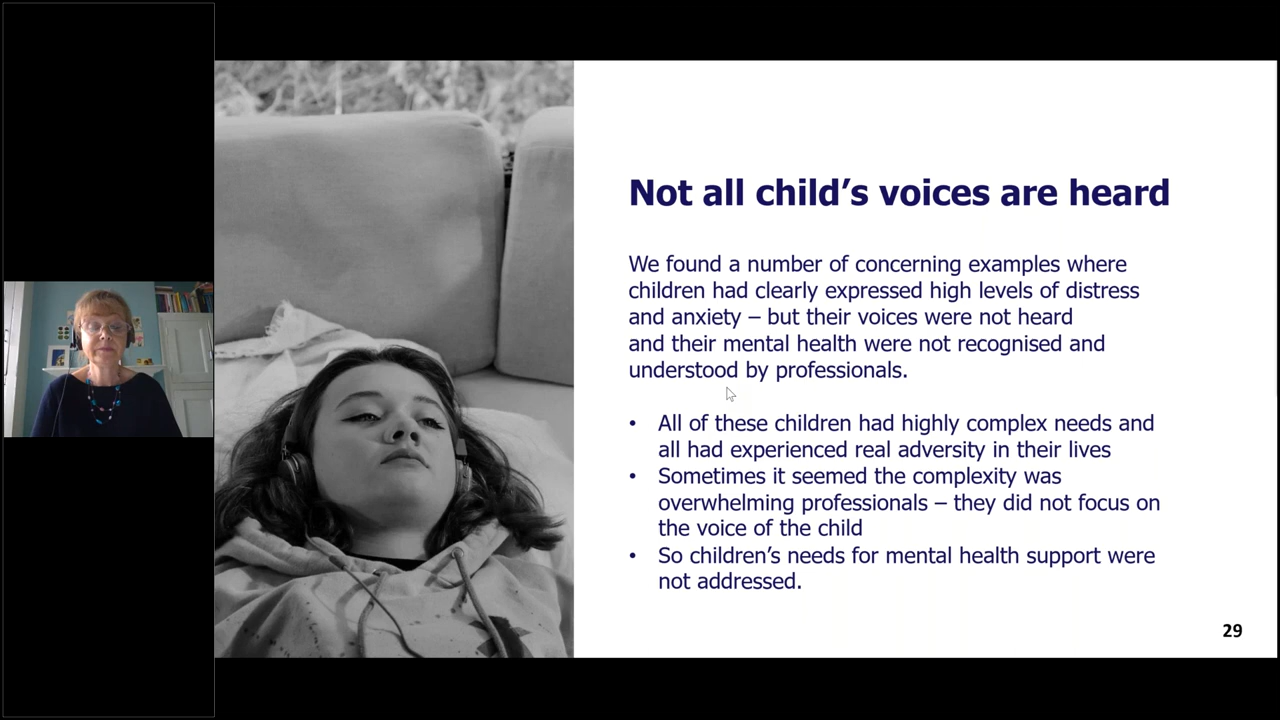 Not all child’s voices are heard
We found a number of concerning examples where
children had clearly expressed high levels of distress
and anxiety – but their voices were not heard
and their mental health were not recognised and
understood by professionals.
• All of these children had highly complex needs and
all had experienced real adversity in their lives
• Sometimes it seemed the complexity was
overwhelming professionals – they did not focus on
the voice of the child
• So children’s needs for mental health support were
not addressed.
29